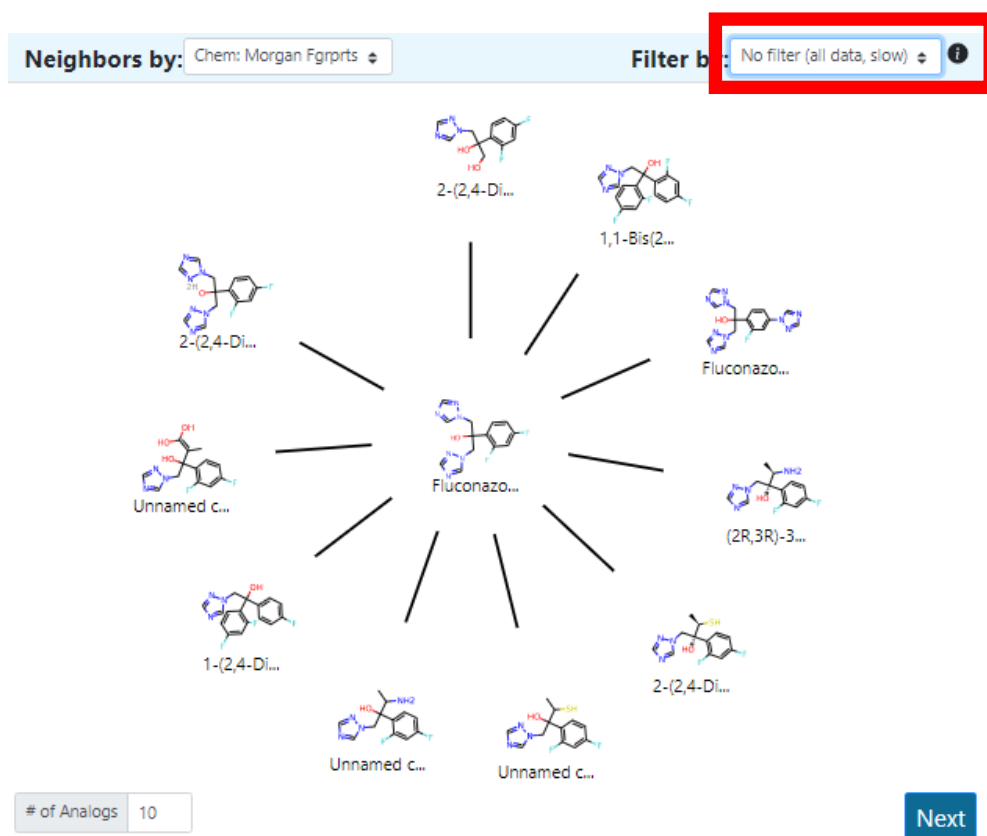 Neighbors by: Chem: Morgan Fgrprts Filter b : No filter (all data, slow)
2-(2,4-Di...
1,1-Bis(2...
2-(2,4-Di...
Fluconazo...
Fluconazo...
Unnamed c...
(2R,3R)-3...
1-(2,4-Di...
2-(2,4-Di...
Unnamed c...
Unnamed c...
# of Analogs 10
Next